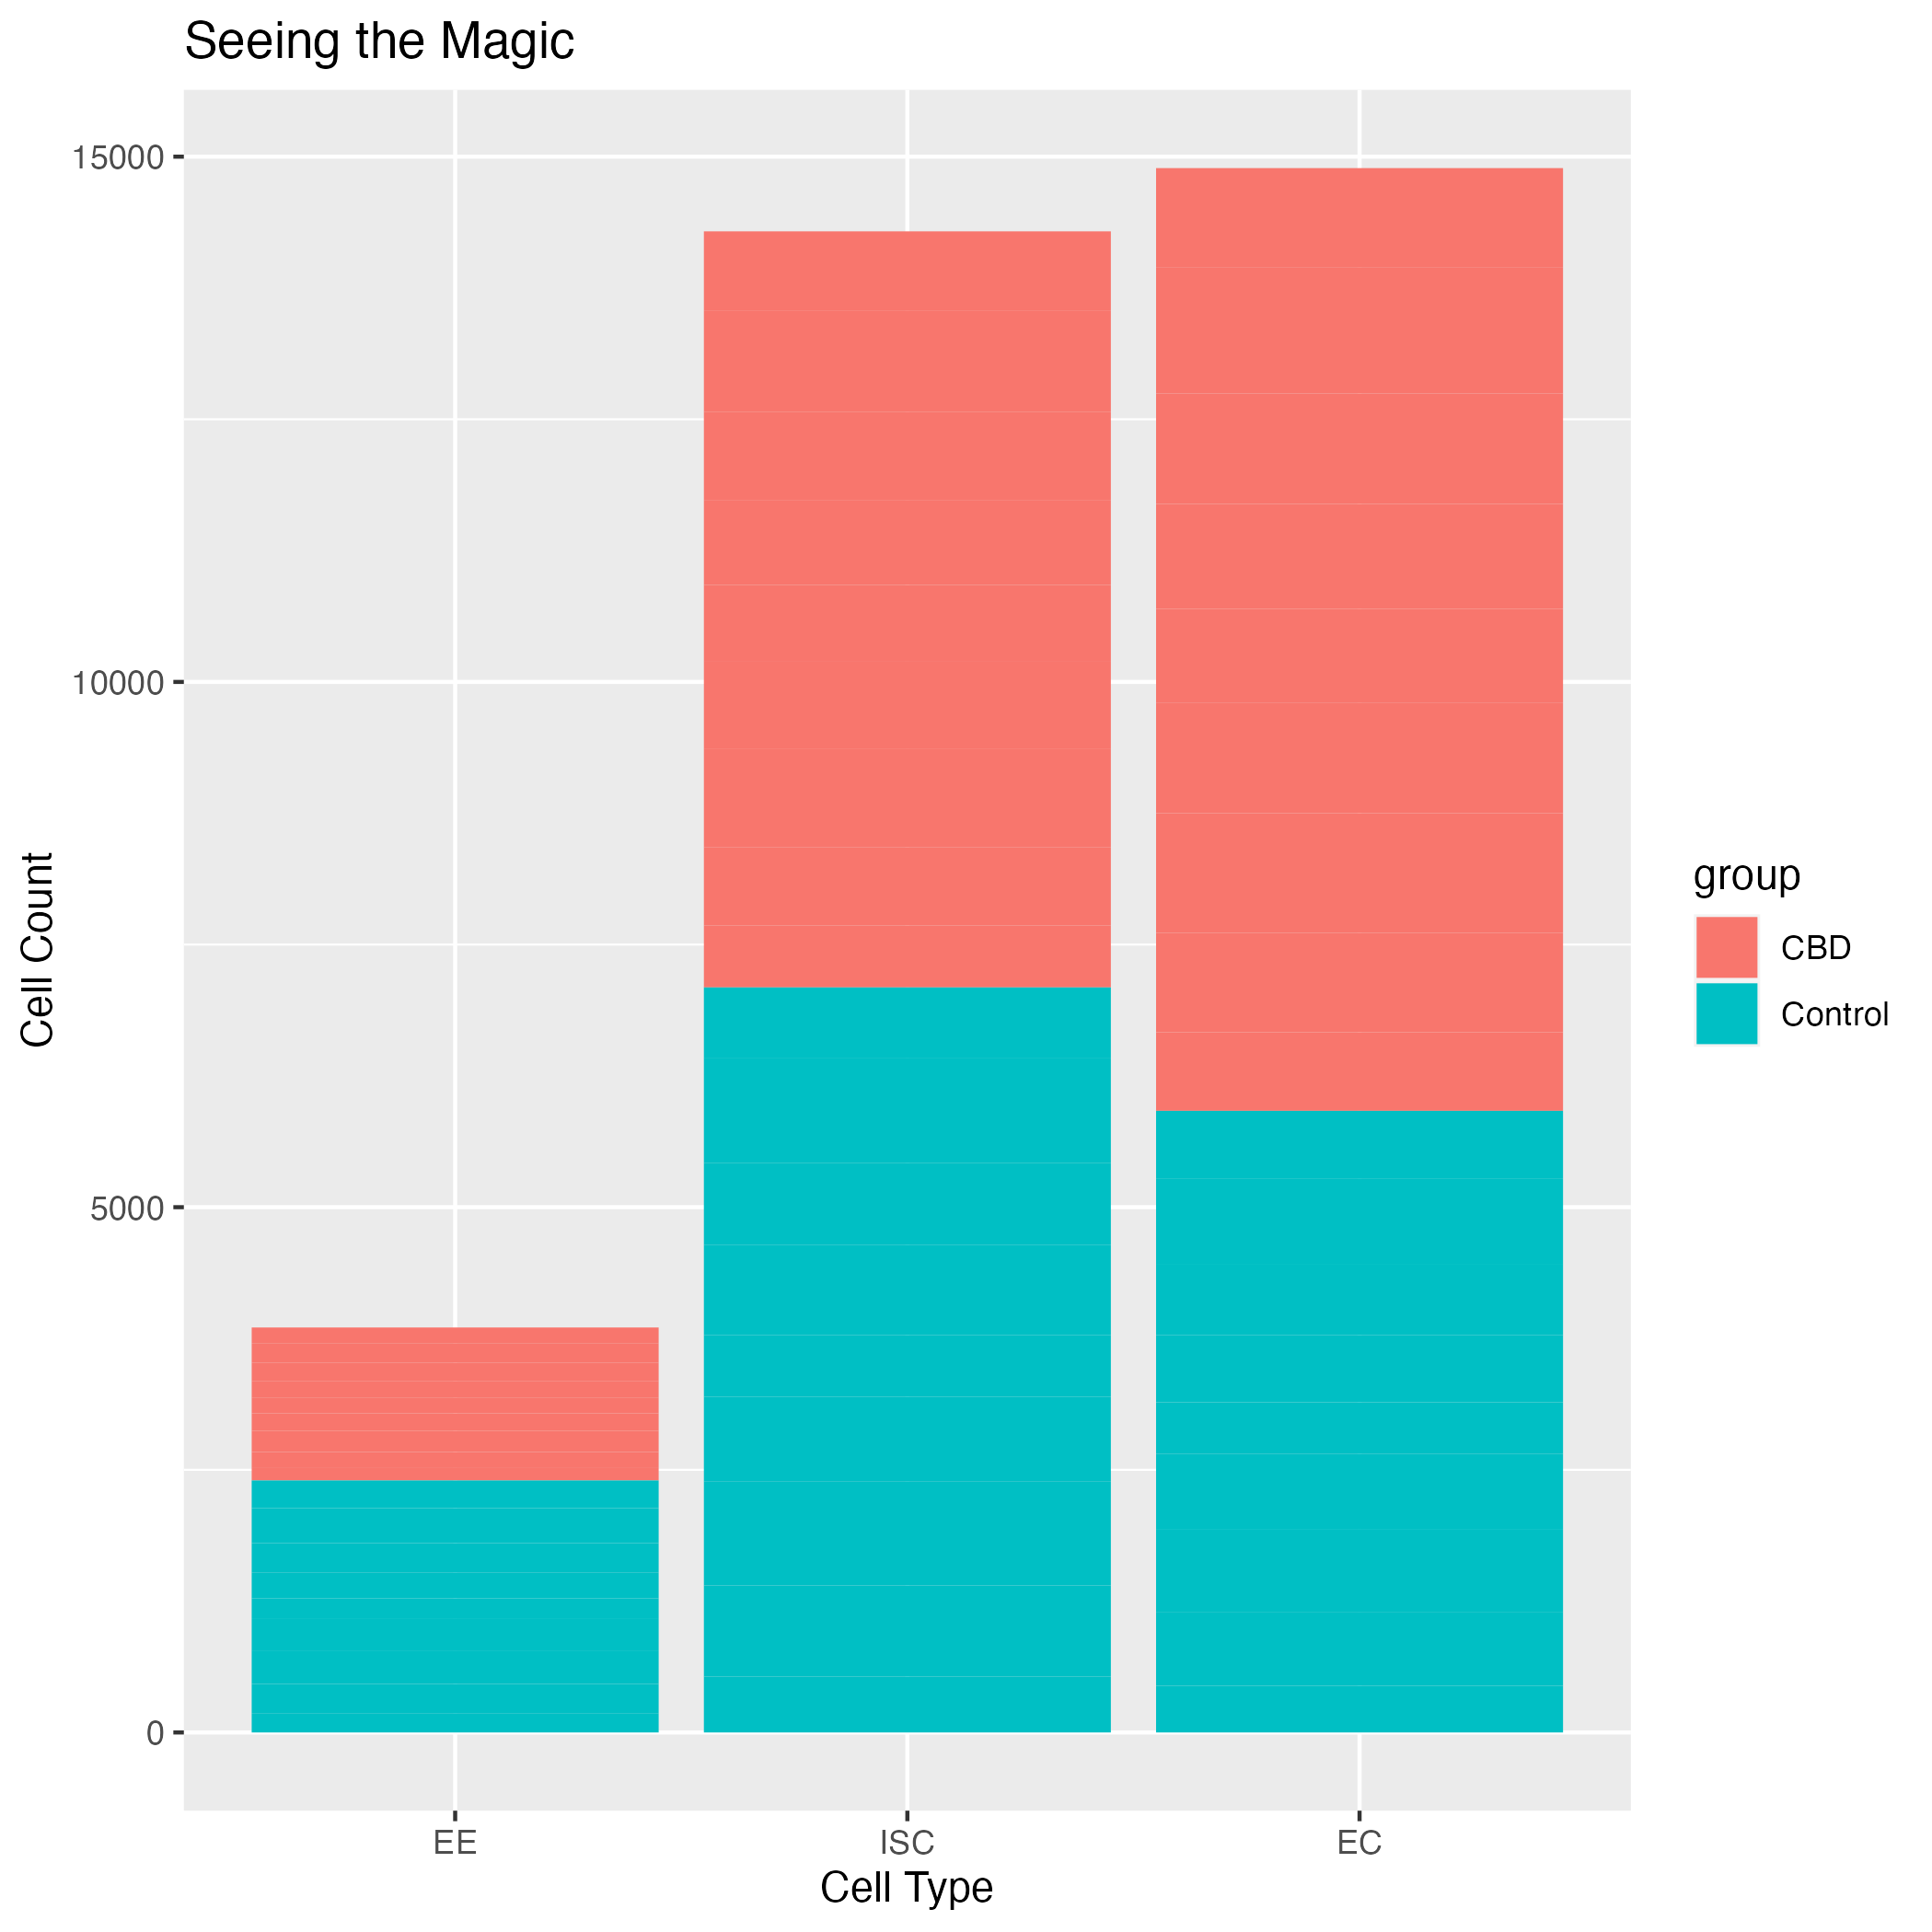 Seeing the Magic
15000
10000
5000
0
Cell Count
EE
ISC
EC
Cell Type
group
CBD
Control